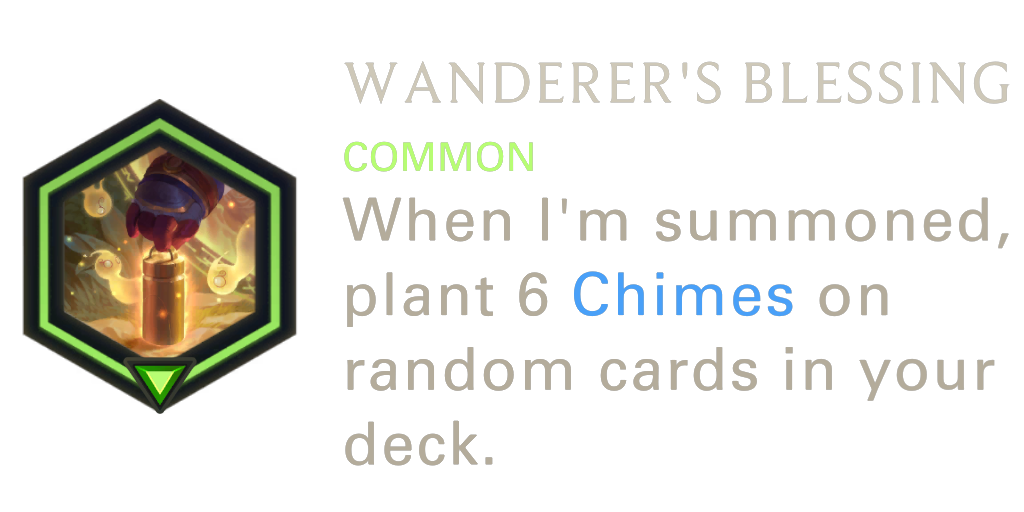 WANDERER'S BLESSING
COMMON
When I'm summoned,
plant 6 Chimes on
random cards in your
deck.